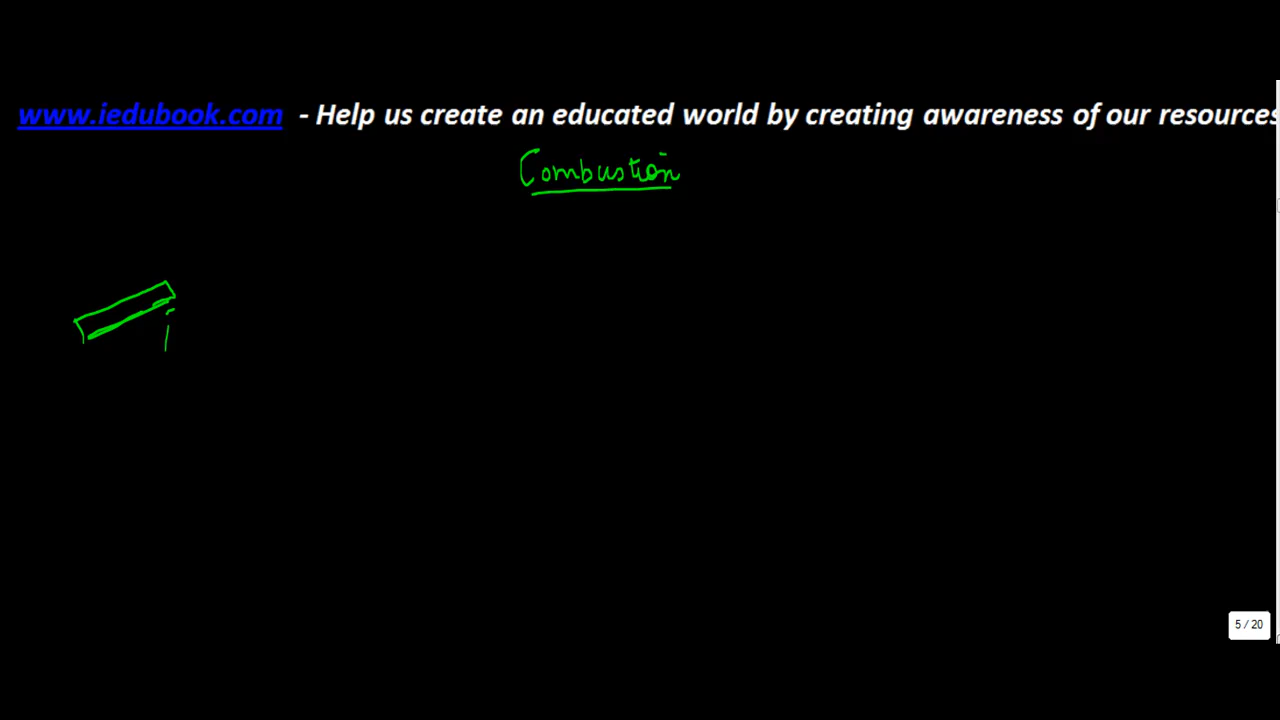 www.iedubook.com - Help us create an educated world by creating awareness of our resources
Combustion
5 / 20